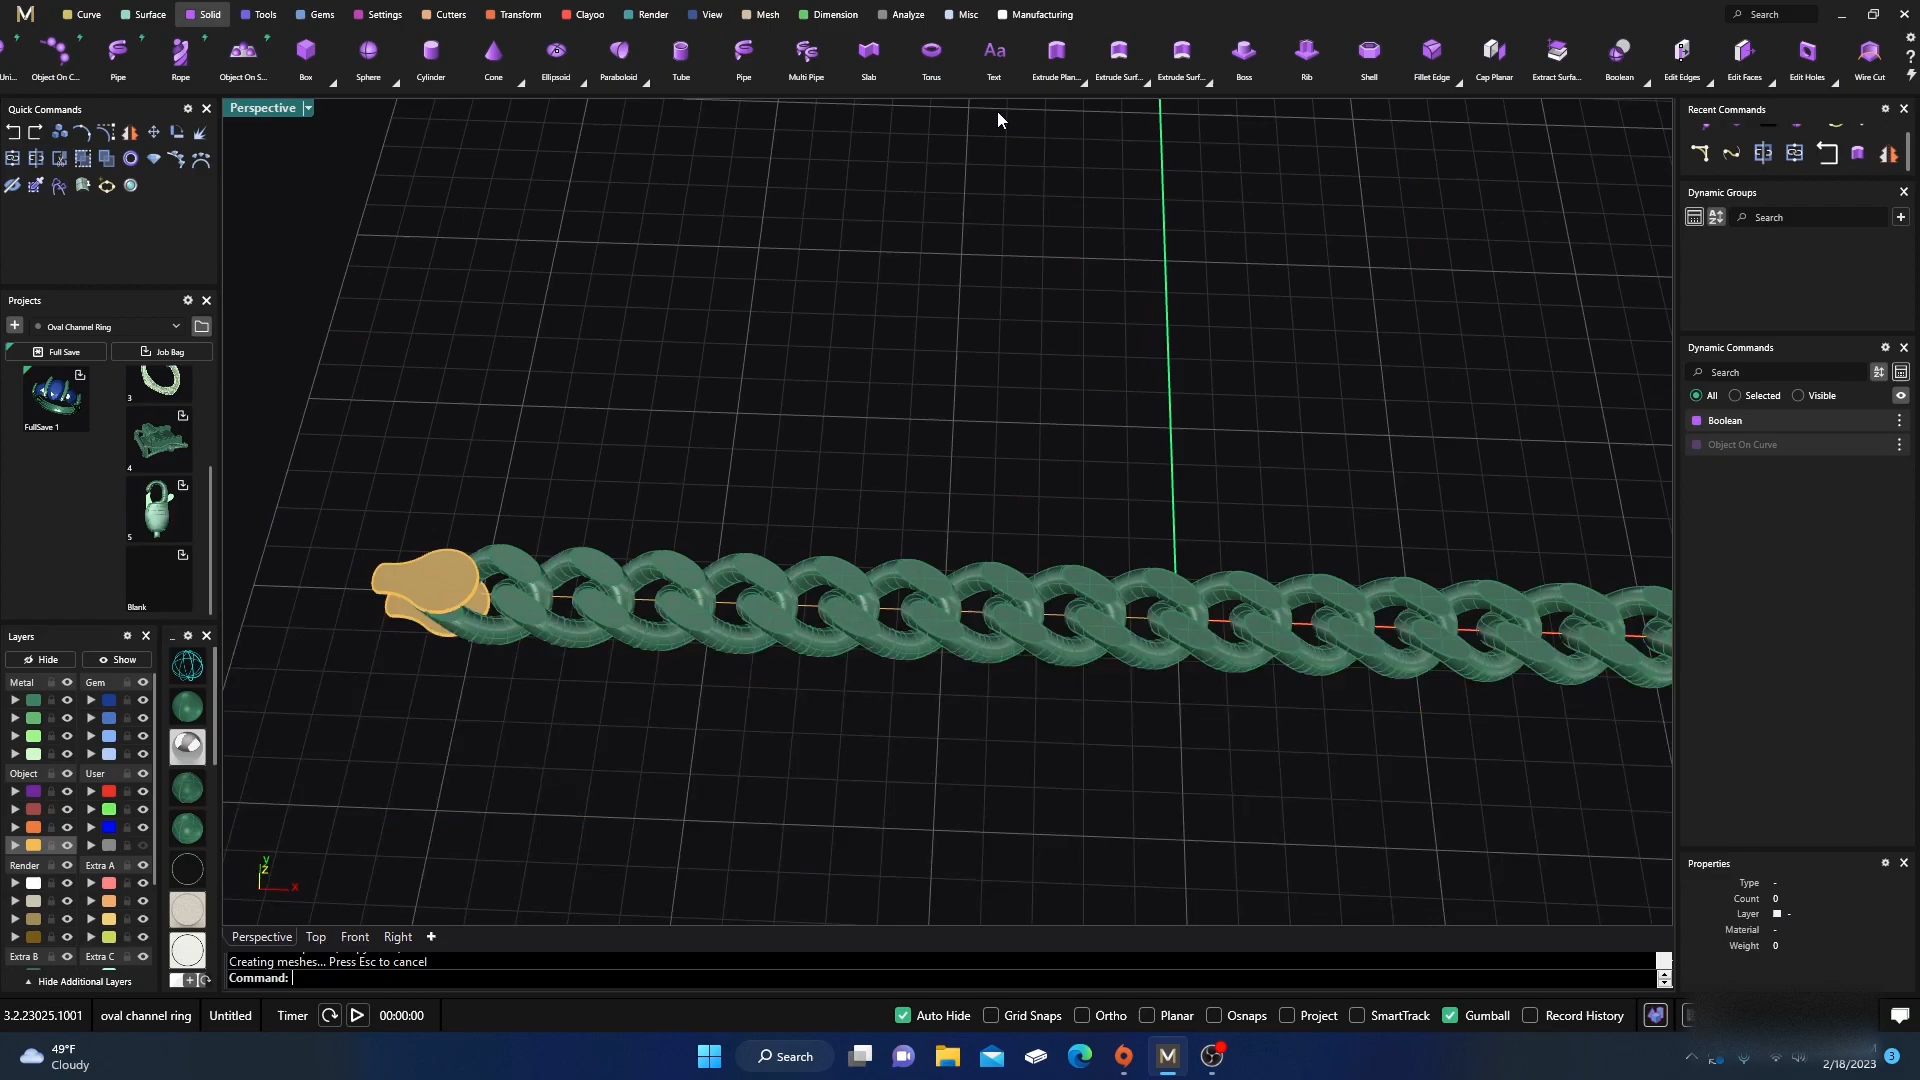 M Curve Surface Solid Tools Gems Settings Cutters Transform Clayoo Render View Mesh Dimension Analyze Misc Manufacturing Search
Uni... Object On C... Pipe Rope Object On S... Box Sphere Cylinder Cone Ellipsoid Paraboloid Tube Pipe Multi Pipe Slab Torus Text Extrude Plan... Extrude Surf... Extrude Surf... Boss Rib Shell Fillet Edge Cap Planar Extract Surfa... Boolean Edit Edges Edit Faces Edit Holes Wire Cut
Aa
Quick Commands
Projects
Oval Channel Ring
Full Save Job Bag
FullSave 1
3
4
5
Blank
Layers
Hide Show
Metal Gem
Object User
Render Extra A
Extra B Extra C
Hide Additional Layers
Perspective
z
y
x
Perspective Top Front Right
Creating meshes... Press Esc to cancel
Command:
Recent Commands
Dynamic Groups
Search
Dynamic Commands
Search
All Selected Visible
Boolean
Object On Curve
Properties
Type -
Count 0
Layer -
Material -
Weight 0
3.2.23025.1001 oval channel ring Untitled Timer 00:00:00 Auto Hide Grid Snaps Ortho Planar Osnaps Project SmartTrack Gumball Record History
49°F
Cloudy
Search
M
2/18/2023
3